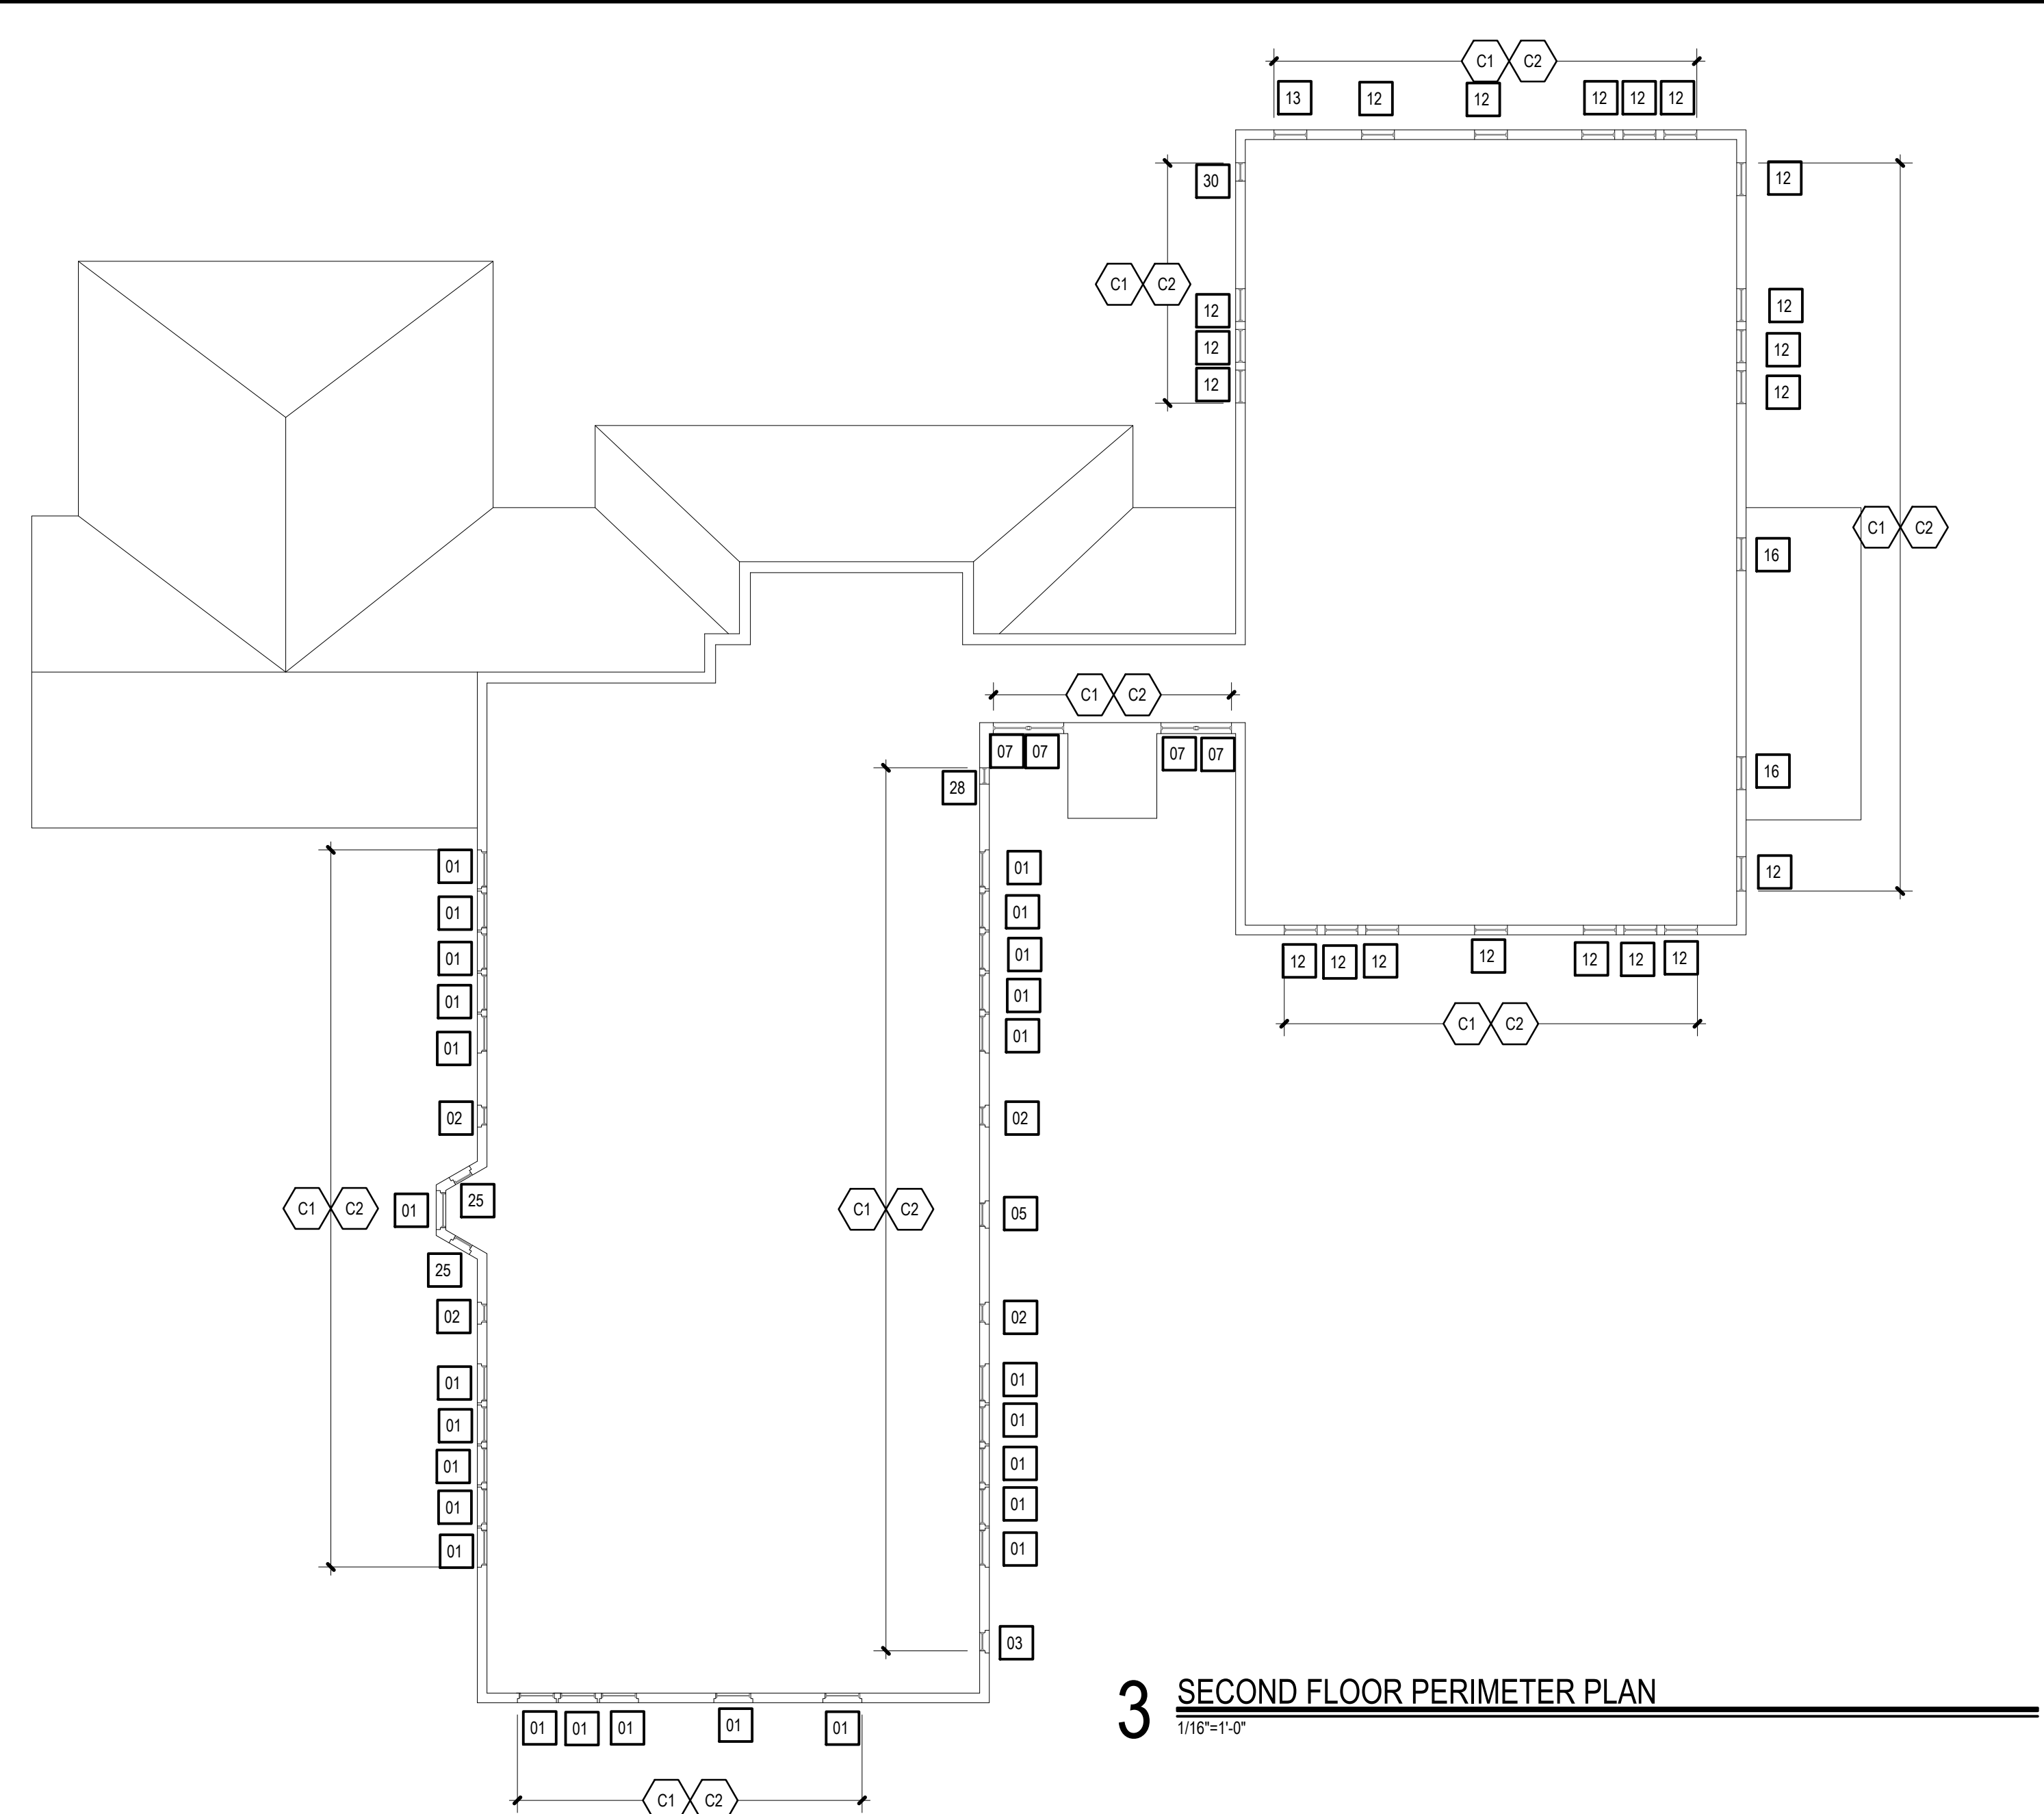 C1 C2
13 12 12 12 12 12
30 12
C1 C2
12 12
12 12
12 12
C1 C2
16
C1 C2
07 07 07 07
16
28
01 01 12
01 01
01 01 12 12 12 12 12 12 12
01 01
C1 C2
01 01
02 02
25
C1 C2 01 C1 C2 05
25
02 02
01 01
01 01
01 01
01 01
01 01
03
3 SECOND FLOOR PERIMETER PLAN
1/16"=1'-0"
01 01 01 01 01
C1 C2